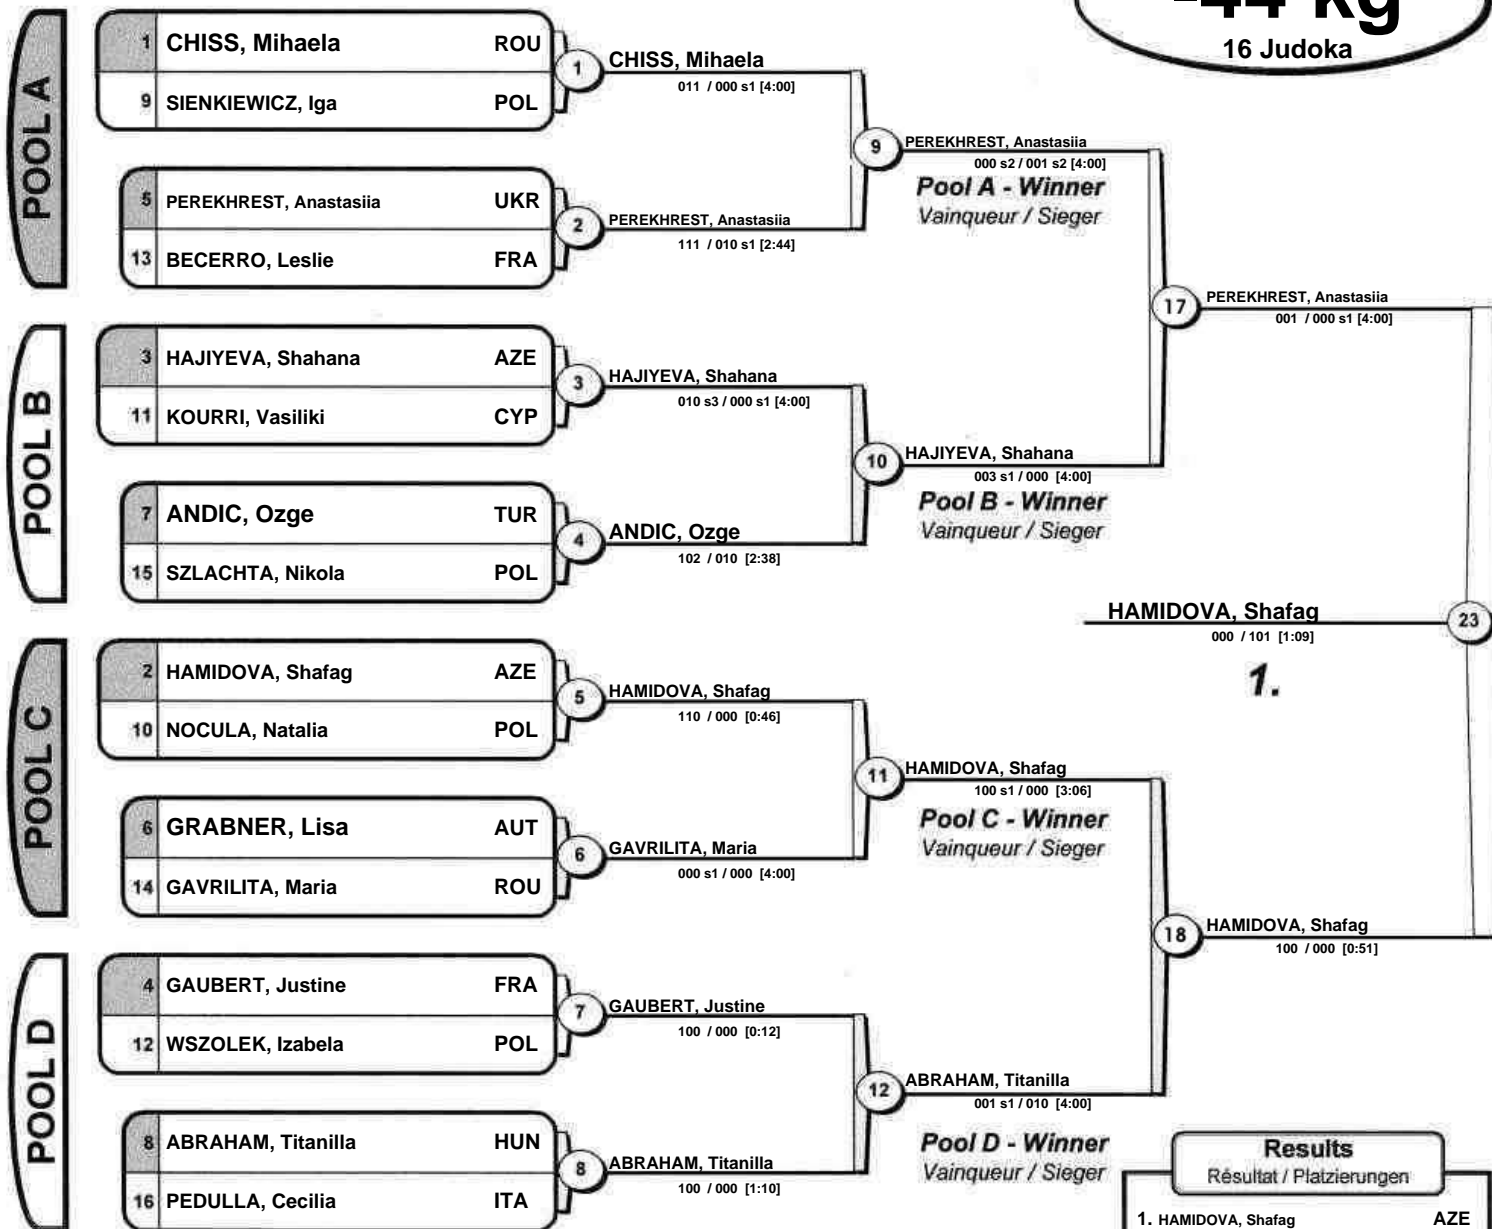 -44 kg
16 Judoka
POOL A
1 CHISS, Mihaela ROU
9 SIENKIEWICZ, Iga POL
5 PEREKHREST, Anastasiia UKR
13 BECERRO, Leslie FRA
POOL B
3 HAJIYEVA, Shahana AZE
11 KOURRI, Vasiliki CYP
7 ANDIC, Ozge TUR
15 SZLACHTA, Nikola POL
POOL C
2 HAMIDOVA, Shafag AZE
10 NOCULA, Natalia POL
6 GRABNER, Lisa AUT
14 GAVRILITA, Maria ROU
POOL D
4 GAUBERT, Justine FRA
12 WSZOLEK, Izabela POL
8 ABRAHAM, Titanilla HUN
16 PEDULLA, Cecilia ITA
1 CHISS, Mihaela
011 / 000 s1 [4:00]
2 PEREKHREST, Anastasiia
111 / 010 s1 [2:44]
3 HAJIYEVA, Shahana
010 s3 / 000 s1 [4:00]
4 ANDIC, Ozge
102 / 010 [2:38]
5 HAMIDOVA, Shafag
110 / 000 [0:46]
6 GAVRILITA, Maria
000 s1 / 000 [4:00]
7 GAUBERT, Justine
100 / 000 [0:12]
8 ABRAHAM, Titanilla
100 / 000 [1:10]
9 PEREKHREST, Anastasiia
000 s2 / 001 s2 [4:00]
Pool A - Winner
Vainqueur / Sieger
10 HAJIYEVA, Shahana
003 s1 / 000 [4:00]
Pool B - Winner
Vainqueur / Sieger
11 HAMIDOVA, Shafag
100 s1 / 000 [3:06]
Pool C - Winner
Vainqueur / Sieger
12 ABRAHAM, Titanilla
001 s1 / 010 [4:00]
Pool D - Winner
Vainqueur / Sieger
17 PEREKHREST, Anastasiia
001 / 000 s1 [4:00]
18 HAMIDOVA, Shafag
100 / 000 [0:51]
HAMIDOVA, Shafag 23
000 / 101 [1:09]
1.
Results
Résultat / Platzierungen
1. HAMIDOVA, Shafag AZE